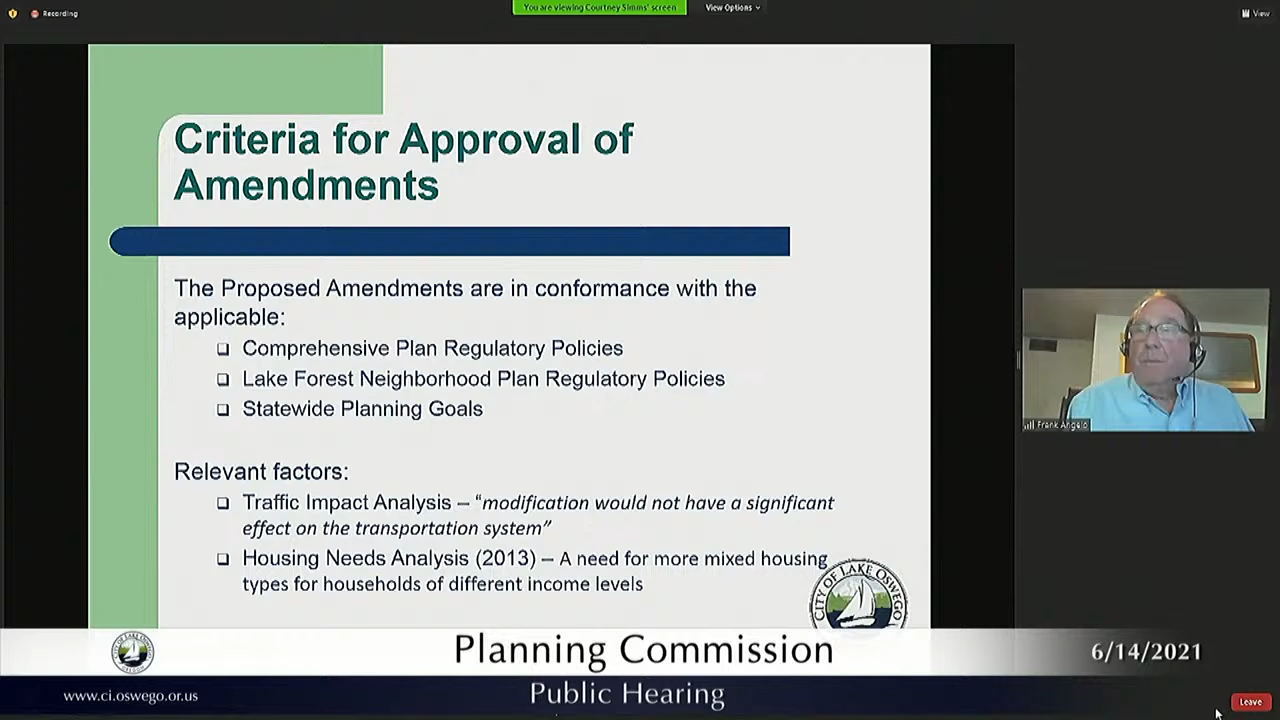 Recording
You are viewing Courtney Simms' screen
View Options
View
Criteria for Approval of
Amendments
The Proposed Amendments are in conformance with the
applicable:
Comprehensive Plan Regulatory Policies
Lake Forest Neighborhood Plan Regulatory Policies
Statewide Planning Goals
Relevant factors:
Traffic Impact Analysis – “modification would not have a significant
effect on the transportation system”
Housing Needs Analysis (2013) – A need for more mixed housing
types for households of different income levels
CITY OF LAKE OSWEGO
Frank Angelo
Planning Commission
6/14/2021
www.ci.oswego.or.us
Public Hearing
Leave